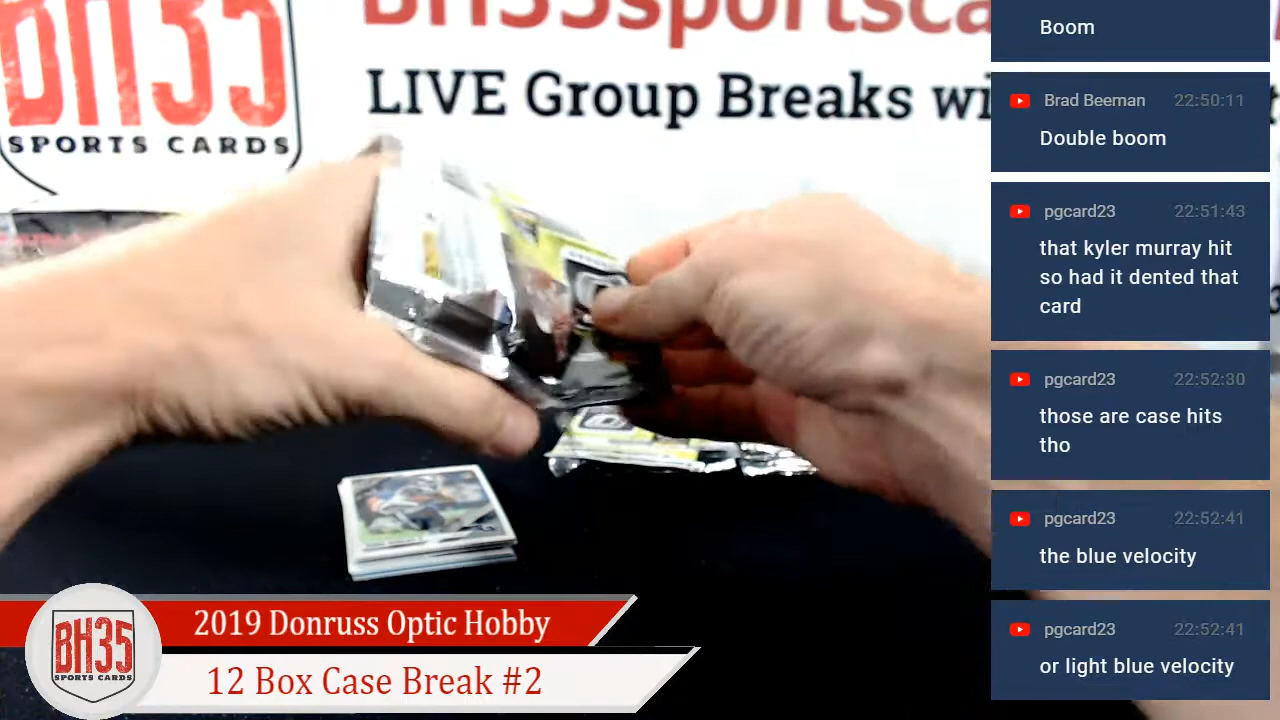 BH35
SPORTS CARDS
BH35sportsca
LIVE Group Breaks wi
Boom
Brad Beeman 22:50:11
Double boom
pgcard23 22:51:43
that kyler murray hit
so had it dented that
card
pgcard23 22:52:30
those are case hits
tho
pgcard23 22:52:41
the blue velocity
pgcard23 22:52:41
or light blue velocity
BH35
SPORTS CARDS
2019 Donruss Optic Hobby
12 Box Case Break #2